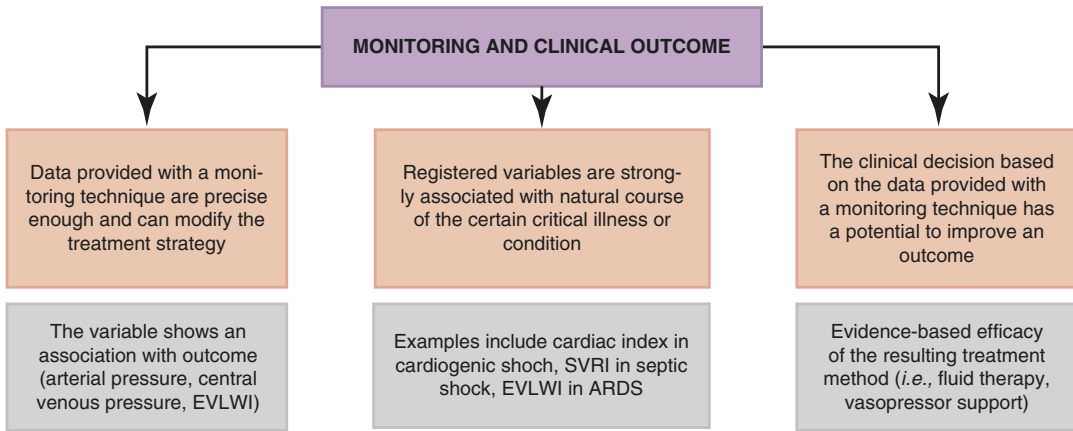 MONITORING AND CLINICAL OUTCOME
Data provided with a moni-
toring technique are precise
enough and can modify the
treatment strategy
Registered variables are strong-
ly associated with natural course
of the certain critical illness or
condition
The clinical decision based
on the data provided with
a monitoring technique has
a potential to improve an
outcome
The variable shows an
association with outcome
(arterial pressure, central
venous pressure, EVLWI)
Examples include cardiac index in
cardiogenic shoch, SVRI in septic
shock, EVLWI in ARDS
Evidence-based efficacy
of the resulting treatment
method (i.e., fluid therapy,
vasopressor support)